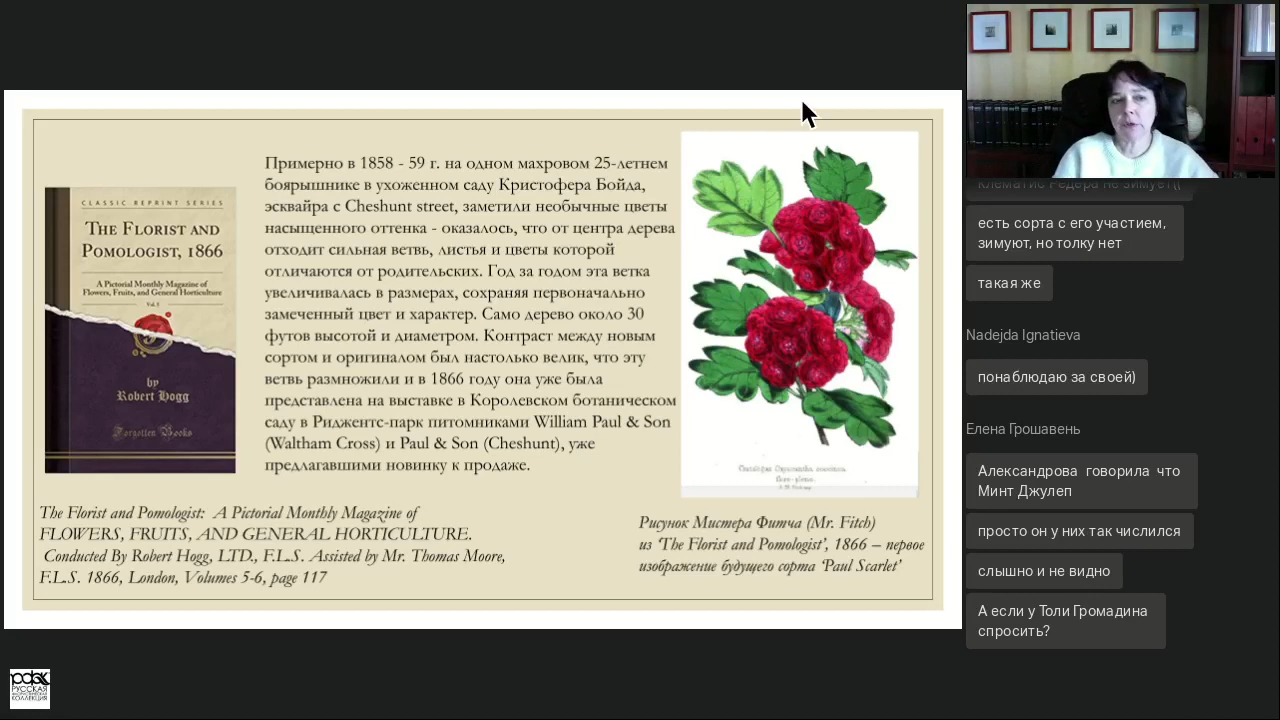 CLASSIC REPRINT SERIES
THE FLORIST AND
POMOLOGIST, 1866
A Pictorial Monthly Magazine of
Flowers, Fruits, and General Horticulture
Vol. 5
by
Robert Hogg
Forgotten Books
Примерно в 1858 - 59 г. на одном махровом 25-летнем
боярышнике в ухоженном саду Кристофера Бойда,
эсквайра с Cheshunt street, заметили необычные цветы
насыщенного оттенка - оказалось, что от центра дерева
отходит сильная ветвь, листья и цветы которой
отличаются от родительских. Год за годом эта ветка
увеличивалась в размерах, сохраняя первоначально
замеченный цвет и характер. Само дерево около 30
футов высотой и диаметром. Контраст между новым
сортом и оригиналом был настолько велик, что эту
ветвь размножили и в 1866 году она уже была
представлена на выставке в Королевском ботаническом
саду в Риджентс-парк питомниками William Paul & Son
(Waltham Cross) и Paul & Son (Cheshunt), уже
предлагавшими новинку к продаже.
The Florist and Pomologist: A Pictorial Monthly Magazine of
FLOWERS, FRUITS, AND GENERAL HORTICULTURE.
Conducted By Robert Hogg, LTD., F.L.S. Assisted by Mr. Thomas Moore,
F.L.S. 1866, London, Volumes 5-6, page 117
Рисунок Мистера Фитча (Mr. Fitch)
из 'The Florist and Pomologist', 1866 – первое
изображение будущего сорта 'Paul Scarlet'
клематис Редера не зимует((
есть сорта с его участием,
зимуют, но толку нет
такая же
Nadejda Ignatieva
понаблюдаю за своей)
Елена Грошавень
Александрова говорила что
Минт Джулеп
просто он у них так числился
слышно и не видно
А если у Толи Громадина
спросить?
РУССКАЯ
КОЛЛЕКЦИЯ